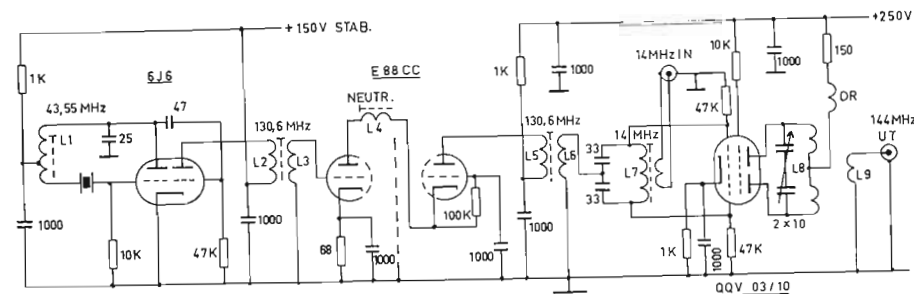 +250V
+150V STAB.
1K
6J6
43,55 MHz
47
L1
25
1000
10K
47K
130,6 MHz
L2
L3
1000
E88CC
NEUTR.
L4
68
1000
100K
1000
1K
1000
130,6 MHz
L5
L6
1000
33
33
14MHz IN
14 MHz
L7
47K
10K
1000
1K
1000
47K
150
DR
L8
2×10
L9
144MHz
UT
QQV 03/10